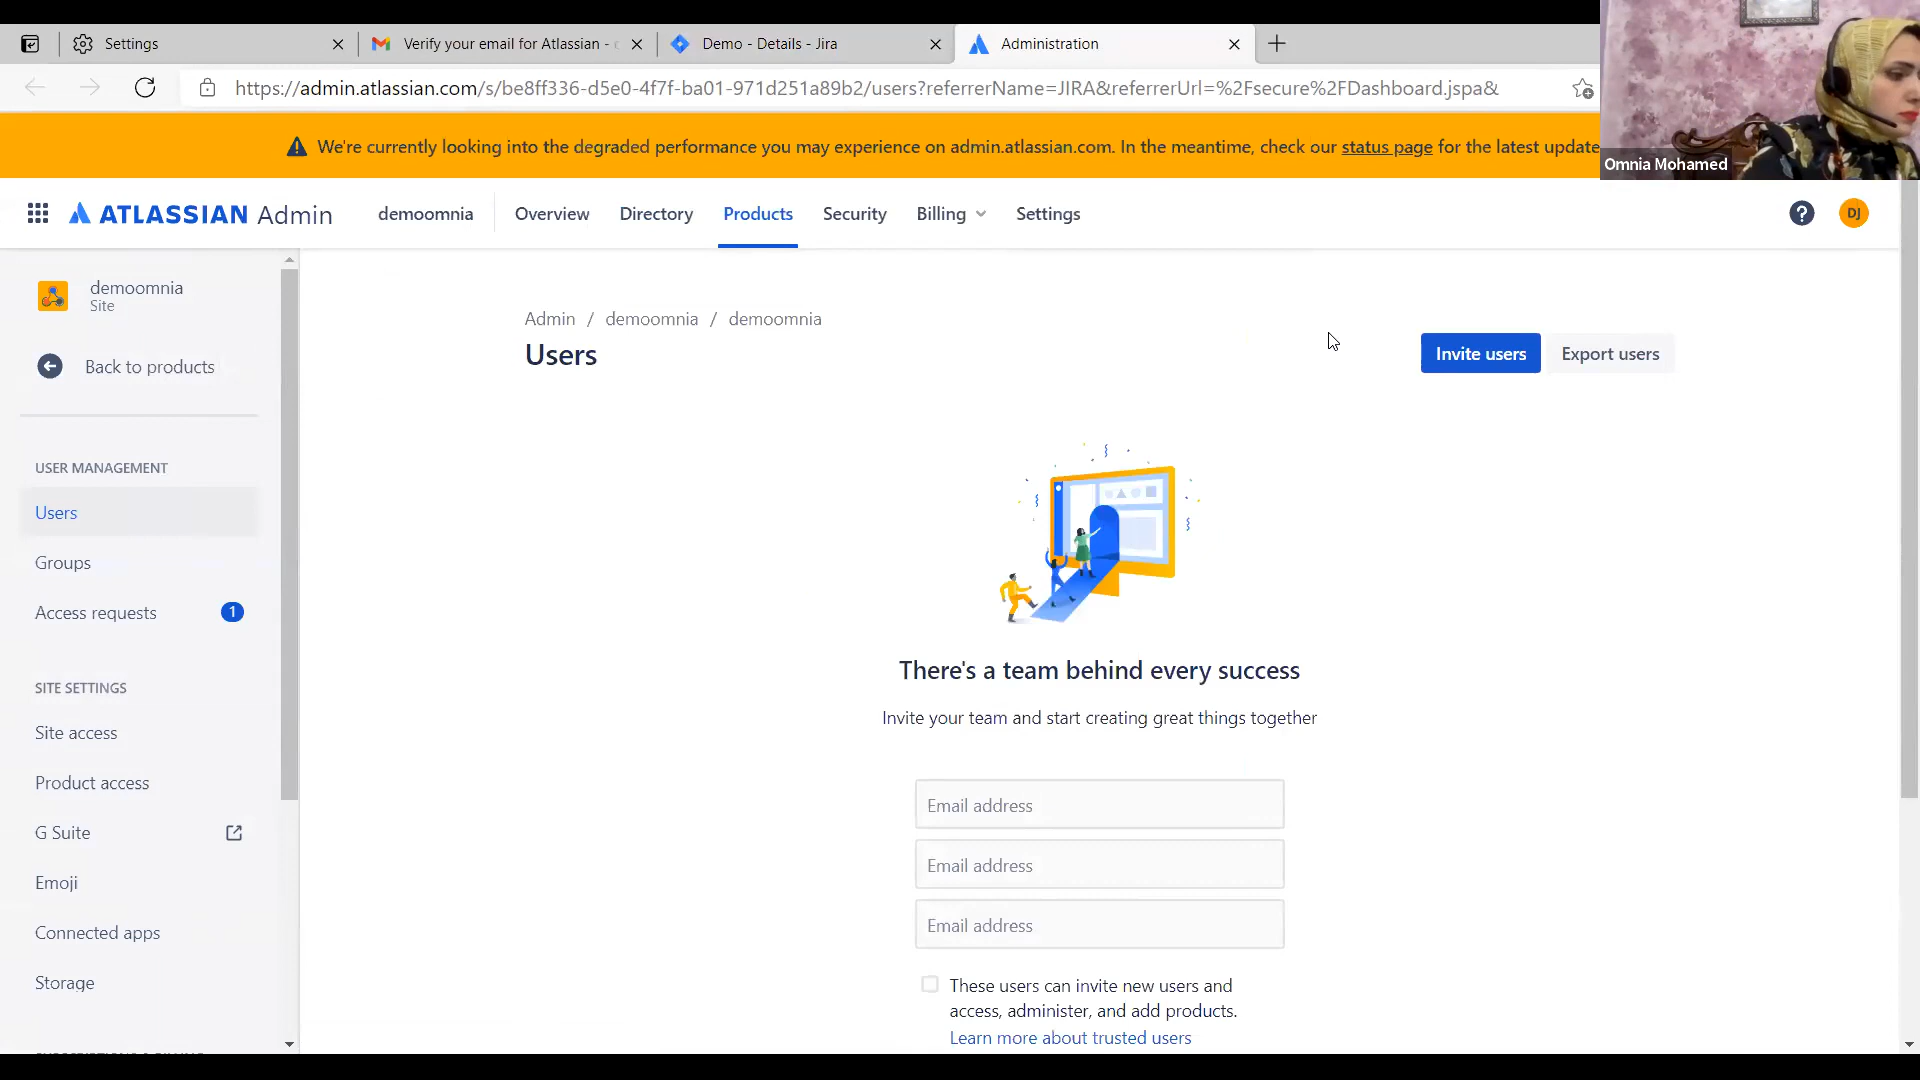 Settings
Verify your email for Atlassian -
Demo - Details - Jira
Administration
https://admin.atlassian.com/s/be8ff336-d5e0-4f7f-ba01-971d251a89b2/users?referrerName=JIRA&referrerUrl=%2Fsecure%2FDashboard.jspa&
We're currently looking into the degraded performance you may experience on admin.atlassian.com. In the meantime, check our status page for the latest update
Omnia Mohamed
ATLASSIAN Admin
demoomnia
Overview
Directory
Products
Security
Billing
Settings
?
DJ
demoomnia
Site
Back to products
USER MANAGEMENT
Users
Groups
Access requests 1
SITE SETTINGS
Site access
Product access
G Suite
Emoji
Connected apps
Storage
Admin / demoomnia / demoomnia
Users
Invite users
Export users
There's a team behind every success
Invite your team and start creating great things together
Email address
Email address
Email address
These users can invite new users and
access, administer, and add products.
Learn more about trusted users